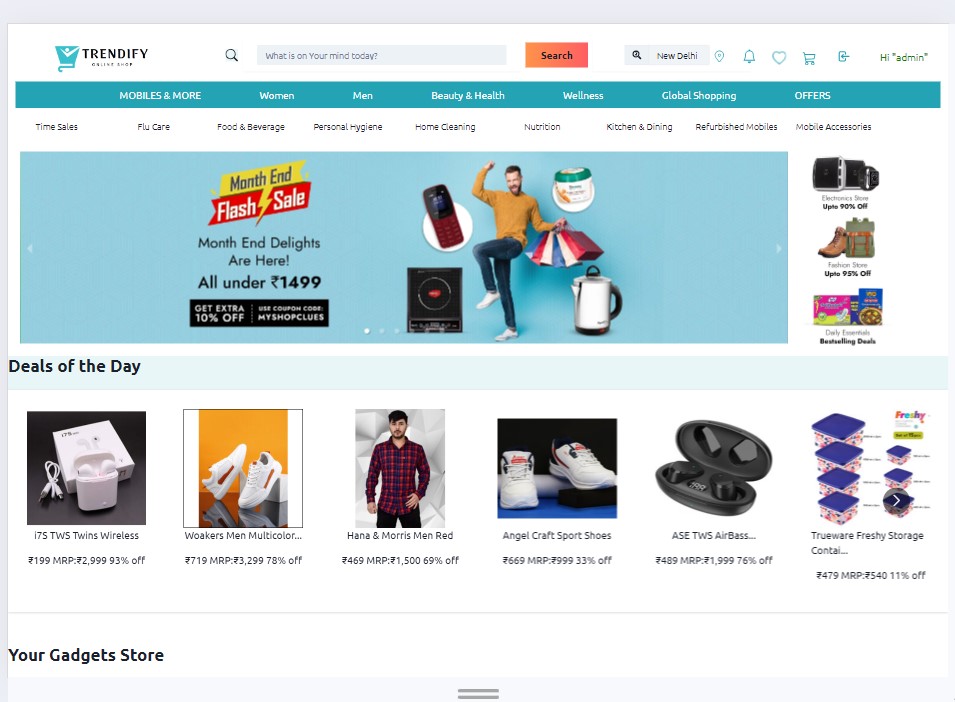 TRENDIFY
ONLINE SHOP
What is on Your mind today?
Search
New Delhi
Hi "admin"
MOBILES & MORE
Women
Men
Beauty & Health
Wellness
Global Shopping
OFFERS
Time Sales
Flu Care
Food & Beverage
Personal Hygiene
Home Cleaning
Nutrition
Kitchen & Dining
Refurbished Mobiles
Mobile Accessories
Month End
Flash Sale
Month End Delights
Are Here!
All under ₹1499
GET EXTRA
10% OFF
USE COUPON CODE:
MYSHOPCLUES
Electronics Store
Upto 90% Off
Fashion Store
Upto 95% Off
Daily Essentials
Bestselling Deals
Deals of the Day
i7S
i7S TWS Twins Wireless
₹199 MRP:₹2,999 93% off
Woakers Men Multicolor...
₹719 MRP:₹3,299 78% off
Hana & Morris Men Red
₹469 MRP:₹1,500 69% off
Angel Craft Sport Shoes
₹669 MRP:₹999 33% off
ASE TWS AirBass...
₹489 MRP:₹1,999 76% off
Freshy
Trueware Freshy Storage
Contai...
₹479 MRP:₹540 11% off
Your Gadgets Store